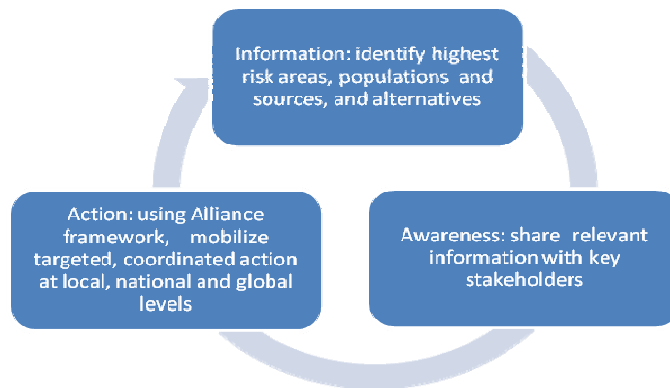 Information: identify highest
risk areas, populations and
sources, and alternatives
Awareness: share relevant
information with key
stakeholders
Action: using Alliance
framework, mobilize
targeted, coordinated action
at local, national and global
levels